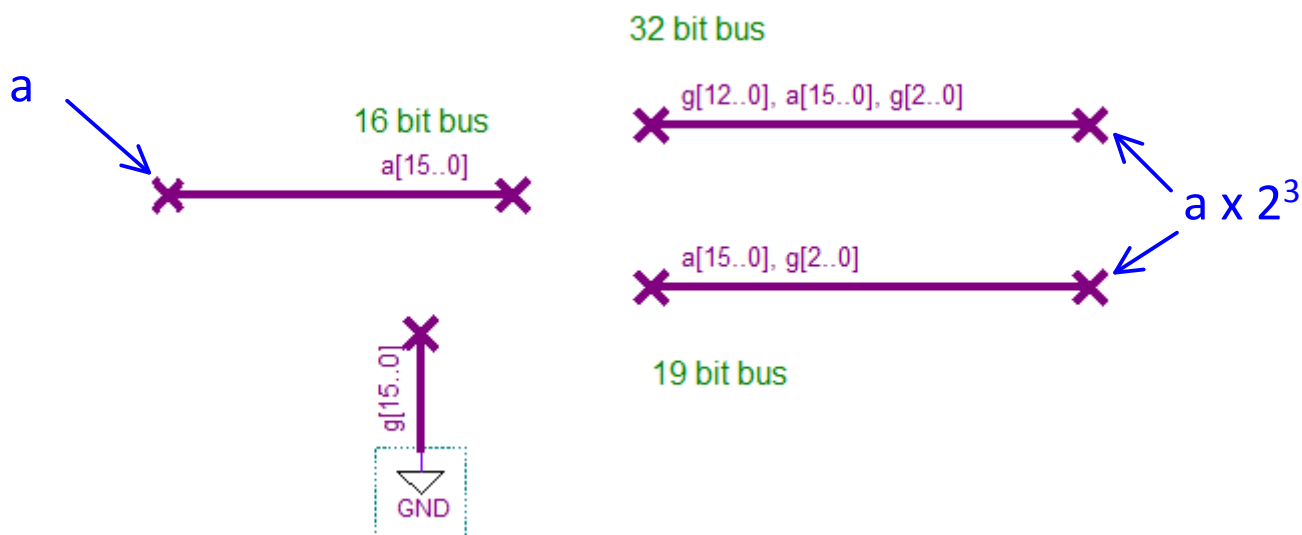 32 bit bus
a
g[12..0], a[15..0], g[2..0]
16 bit bus
a[15..0]
a x 2³
a[15..0], g[2..0]
g[15..0]
19 bit bus
GND